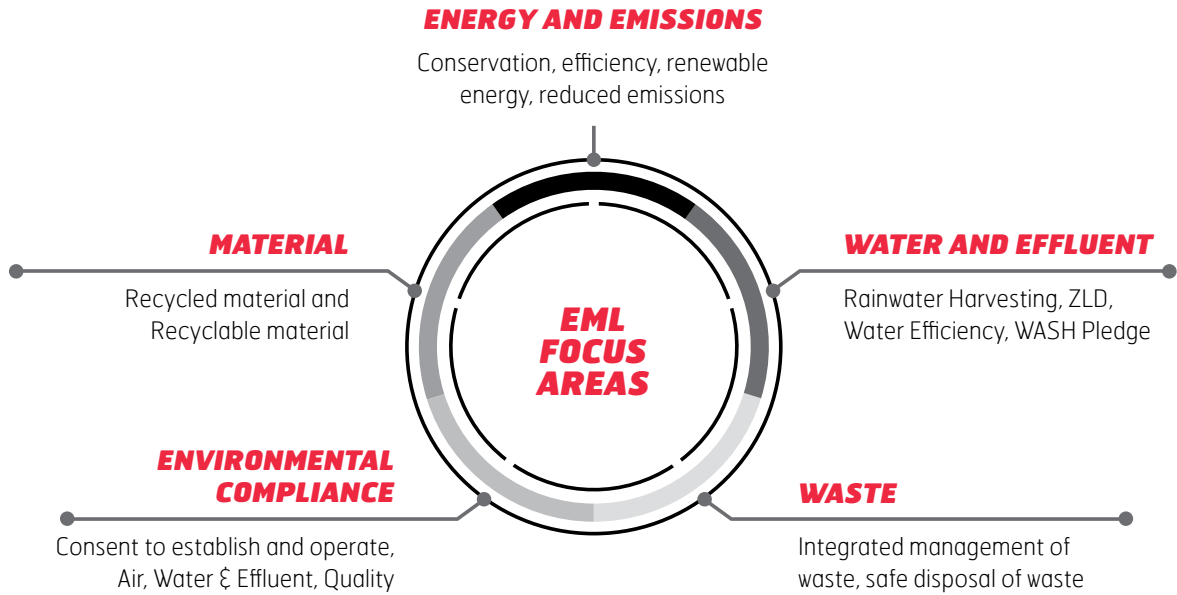 ENERGY AND EMISSIONS
Conservation, efficiency, renewable
energy, reduced emissions
MATERIAL
Recycled material and
Recyclable material
WATER AND EFFLUENT
Rainwater Harvesting, ZLD,
Water Efficiency, WASH Pledge
EML
FOCUS
AREAS
ENVIRONMENTAL
COMPLIANCE
Consent to establish and operate,
Air, Water & Effluent, Quality
WASTE
Integrated management of
waste, safe disposal of waste